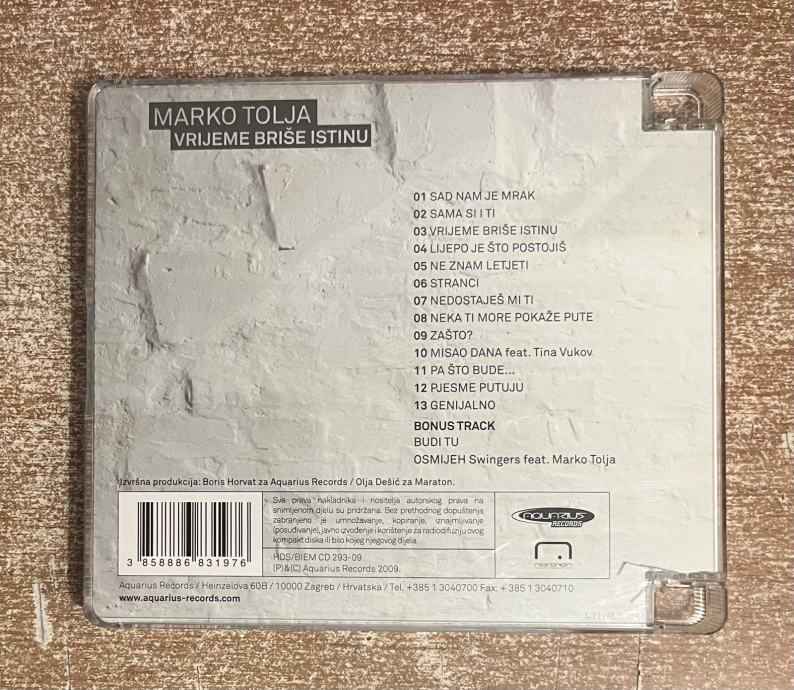 MARKO TOLJA
VRIJEME BRIŠE ISTINU
01 SAD NAM JE MRAK
02 SAMA SI I TI
03 VRIJEME BRIŠE ISTINU
04 LIJEPO JE ŠTO POSTOJIŠ
05 NE ZNAM LETJETI
06 STRANCI
07 NEDOSTAJEŠ MI TI
08 NEKA TI MORE POKAŽE PUTE
09 ZAŠTO?
10 MISAO DANA feat. Tina Vukov
11 PA ŠTO BUDE...
12 PJESME PUTUJU
13 GENIJALNO
BONUS TRACK
BUDI TU
OSMIJEH Swingers feat. Marko Tolja
Izvršna produkcija: Boris Horvat za Aquarius Records / Olja Dešić za Maraton.
3 858886 831976
Sva prava nakladnika i nositelja autorskog prava na
snimljenom djelu su pridržana. Bez prethodnog dopuštenja
zabranjeno je umnožavanje, kopiranje, iznajmljivanje
(posuđivanje), javno izvođenje i korištenje za radiodifuziju ovog
kompakt diska ili bilo kojeg njegovog dijela.
HDS/BIEM CD 293-09
(P)&(C) Aquarius Records 2009.
AQUARIUS
RECORDS
Aquarius Records / Heinzelova 60B / 10000 Zagreb / Hrvatska / Tel. +385 1 3040700 Fax: + 385 1 3040710
www.aquarius-records.com